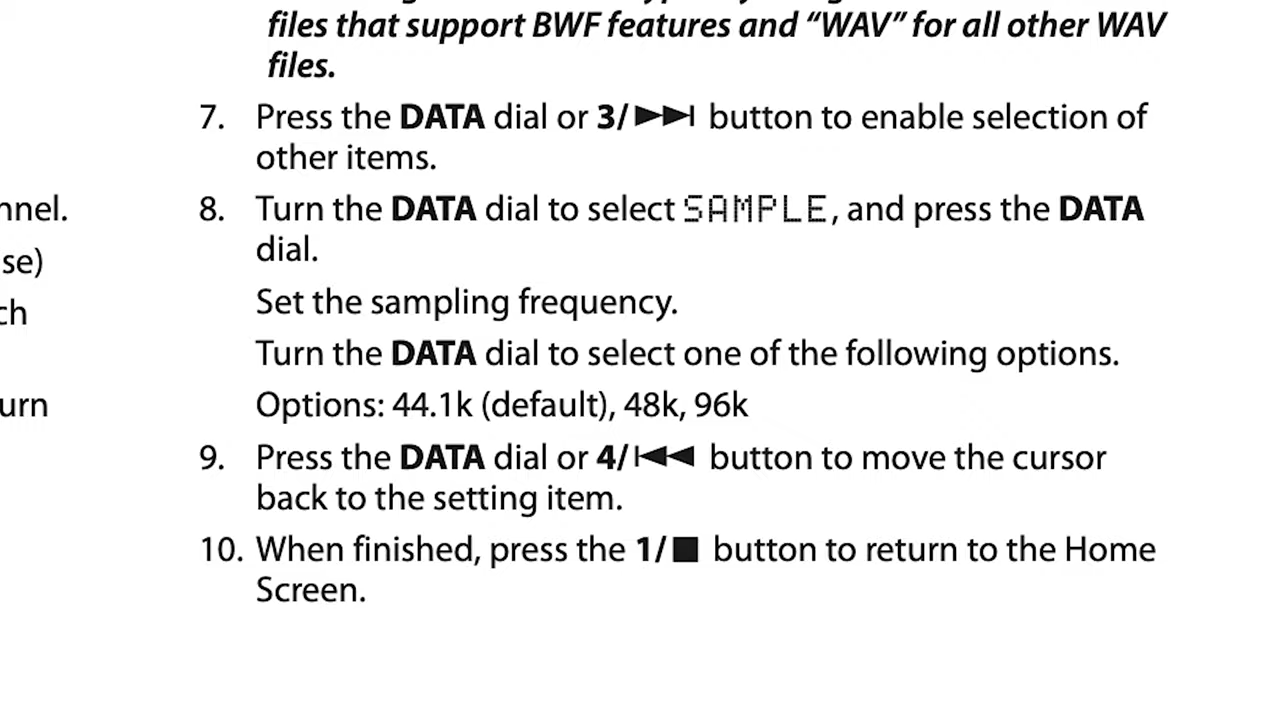 files that support BWF features and “WAV” for all other WAV
files.
7. Press the DATA dial or 3/⏭ button to enable selection of
other items.
nnel.
8. Turn the DATA dial to select SAMPLE, and press the DATA
dial.
se)
Set the sampling frequency.
ch
Turn the DATA dial to select one of the following options.
urn
Options: 44.1k (default), 48k, 96k
9. Press the DATA dial or 4/⏮ button to move the cursor
back to the setting item.
10. When finished, press the 1/■ button to return to the Home
Screen.